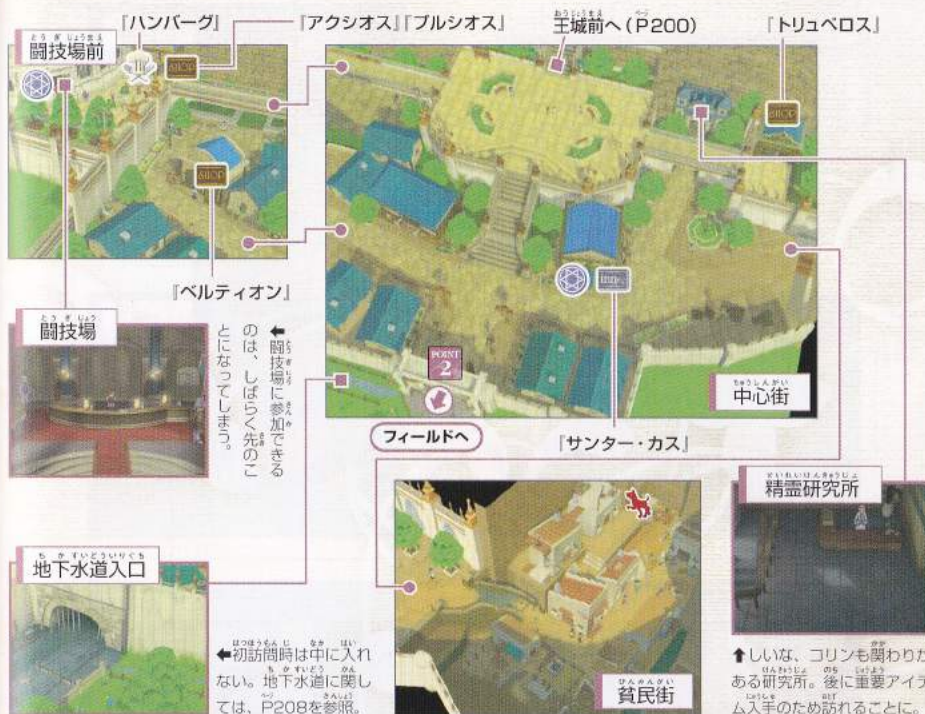 『ハンバーグ』
『アクシオス』『プルシオス』
王城前へ(P200)
『トリュベロス』
闘技場前
SHOP
SHOP
SHOP
『ベルティオン』
闘技場
←闘技場に参加できる
のは、しばらく先のこ
とになってしまう。
POINT
2
フィールドへ
INN
『サンター・カス』
中心街
精霊研究所
地下水道入口
←初訪問時は中に入れ
ない。地下水道に関し
ては、P208を参照。
貧民街
↑しいな、コリンも関わりが
ある研究所。後に重要アイテ
ム入手のため訪れることに。